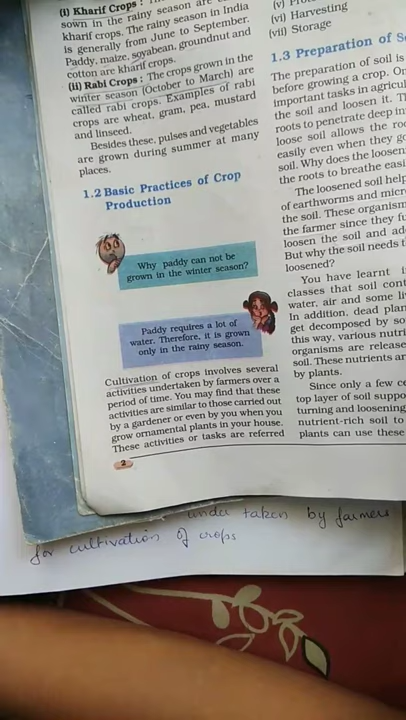 (i) Kharif Crops : The
sown in the rainy season are
kharif crops. The rainy season in India
is generally from June to September.
Paddy, maize, soyabean, groundnut and
cotton are kharif crops.
(ii) Rabi Crops : The crops grown in the
winter season (October to March) are
called rabi crops. Examples of rabi
crops are wheat, gram, pea, mustard
and linseed.
Besides these, pulses and vegetables
are grown during summer at many
places.
1.2 Basic Practices of Crop
Production
Why paddy can not be
grown in the winter season?
Paddy requires a lot of
water. Therefore, it is grown
only in the rainy season.
Cultivation of crops involves several
activities undertaken by farmers over a
period of time. You may find that these
activities are similar to those carried out
by a gardener or even by you when you
grow ornamental plants in your house.
These activities or tasks are referred
2
(v)
(vi) Harvesting
(vii) Storage
1.3 Preparation of
The preparation of soil is
before growing a crop. On
important tasks in agricul
the soil and loosen it. Th
roots to penetrate deep in
loose soil allows the roo
easily even when they g
soil. Why does the loosen
the roots to breathe easi
The loosened soil help
of earthworms and micr
the soil. These organism
the farmer since they fu
loosen the soil and ad
But why the soil needs t
loosened?
You have learnt i
classes that soil cont
water, air and some li
In addition, dead plan
get decomposed by so
this way, various nutri
organisms are release
soil. These nutrients ar
by plants.
Since only a few ce
top layer of soil suppo
turning and loosening
nutrient-rich soil to
plants can use these
under taken by farmers
for cultivation of crops